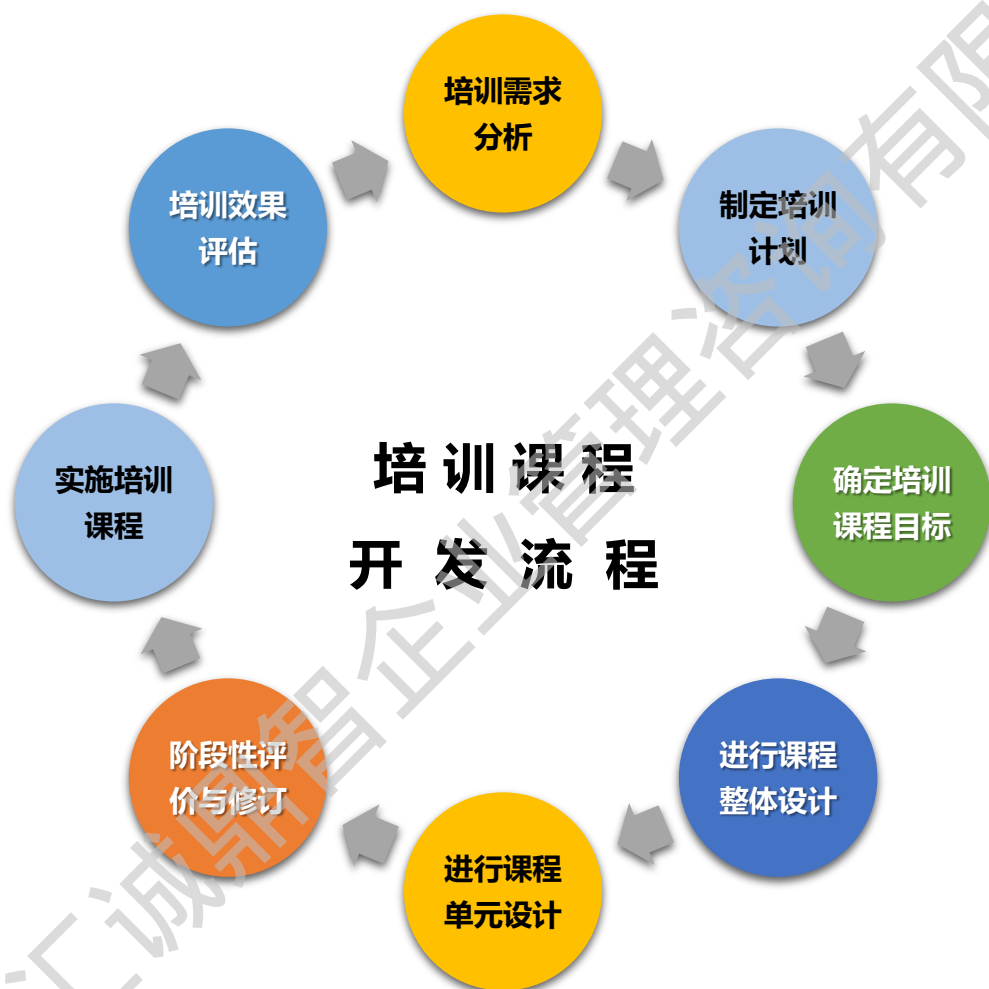 培训需求
分析
制定培训
计划
确定培训
课程目标
进行课程
整体设计
进行课程
单元设计
阶段性评
价与修订
实施培训
课程
培训效果
评估
培训课程
开发流程
汇诚鼎智企业管理咨询有限